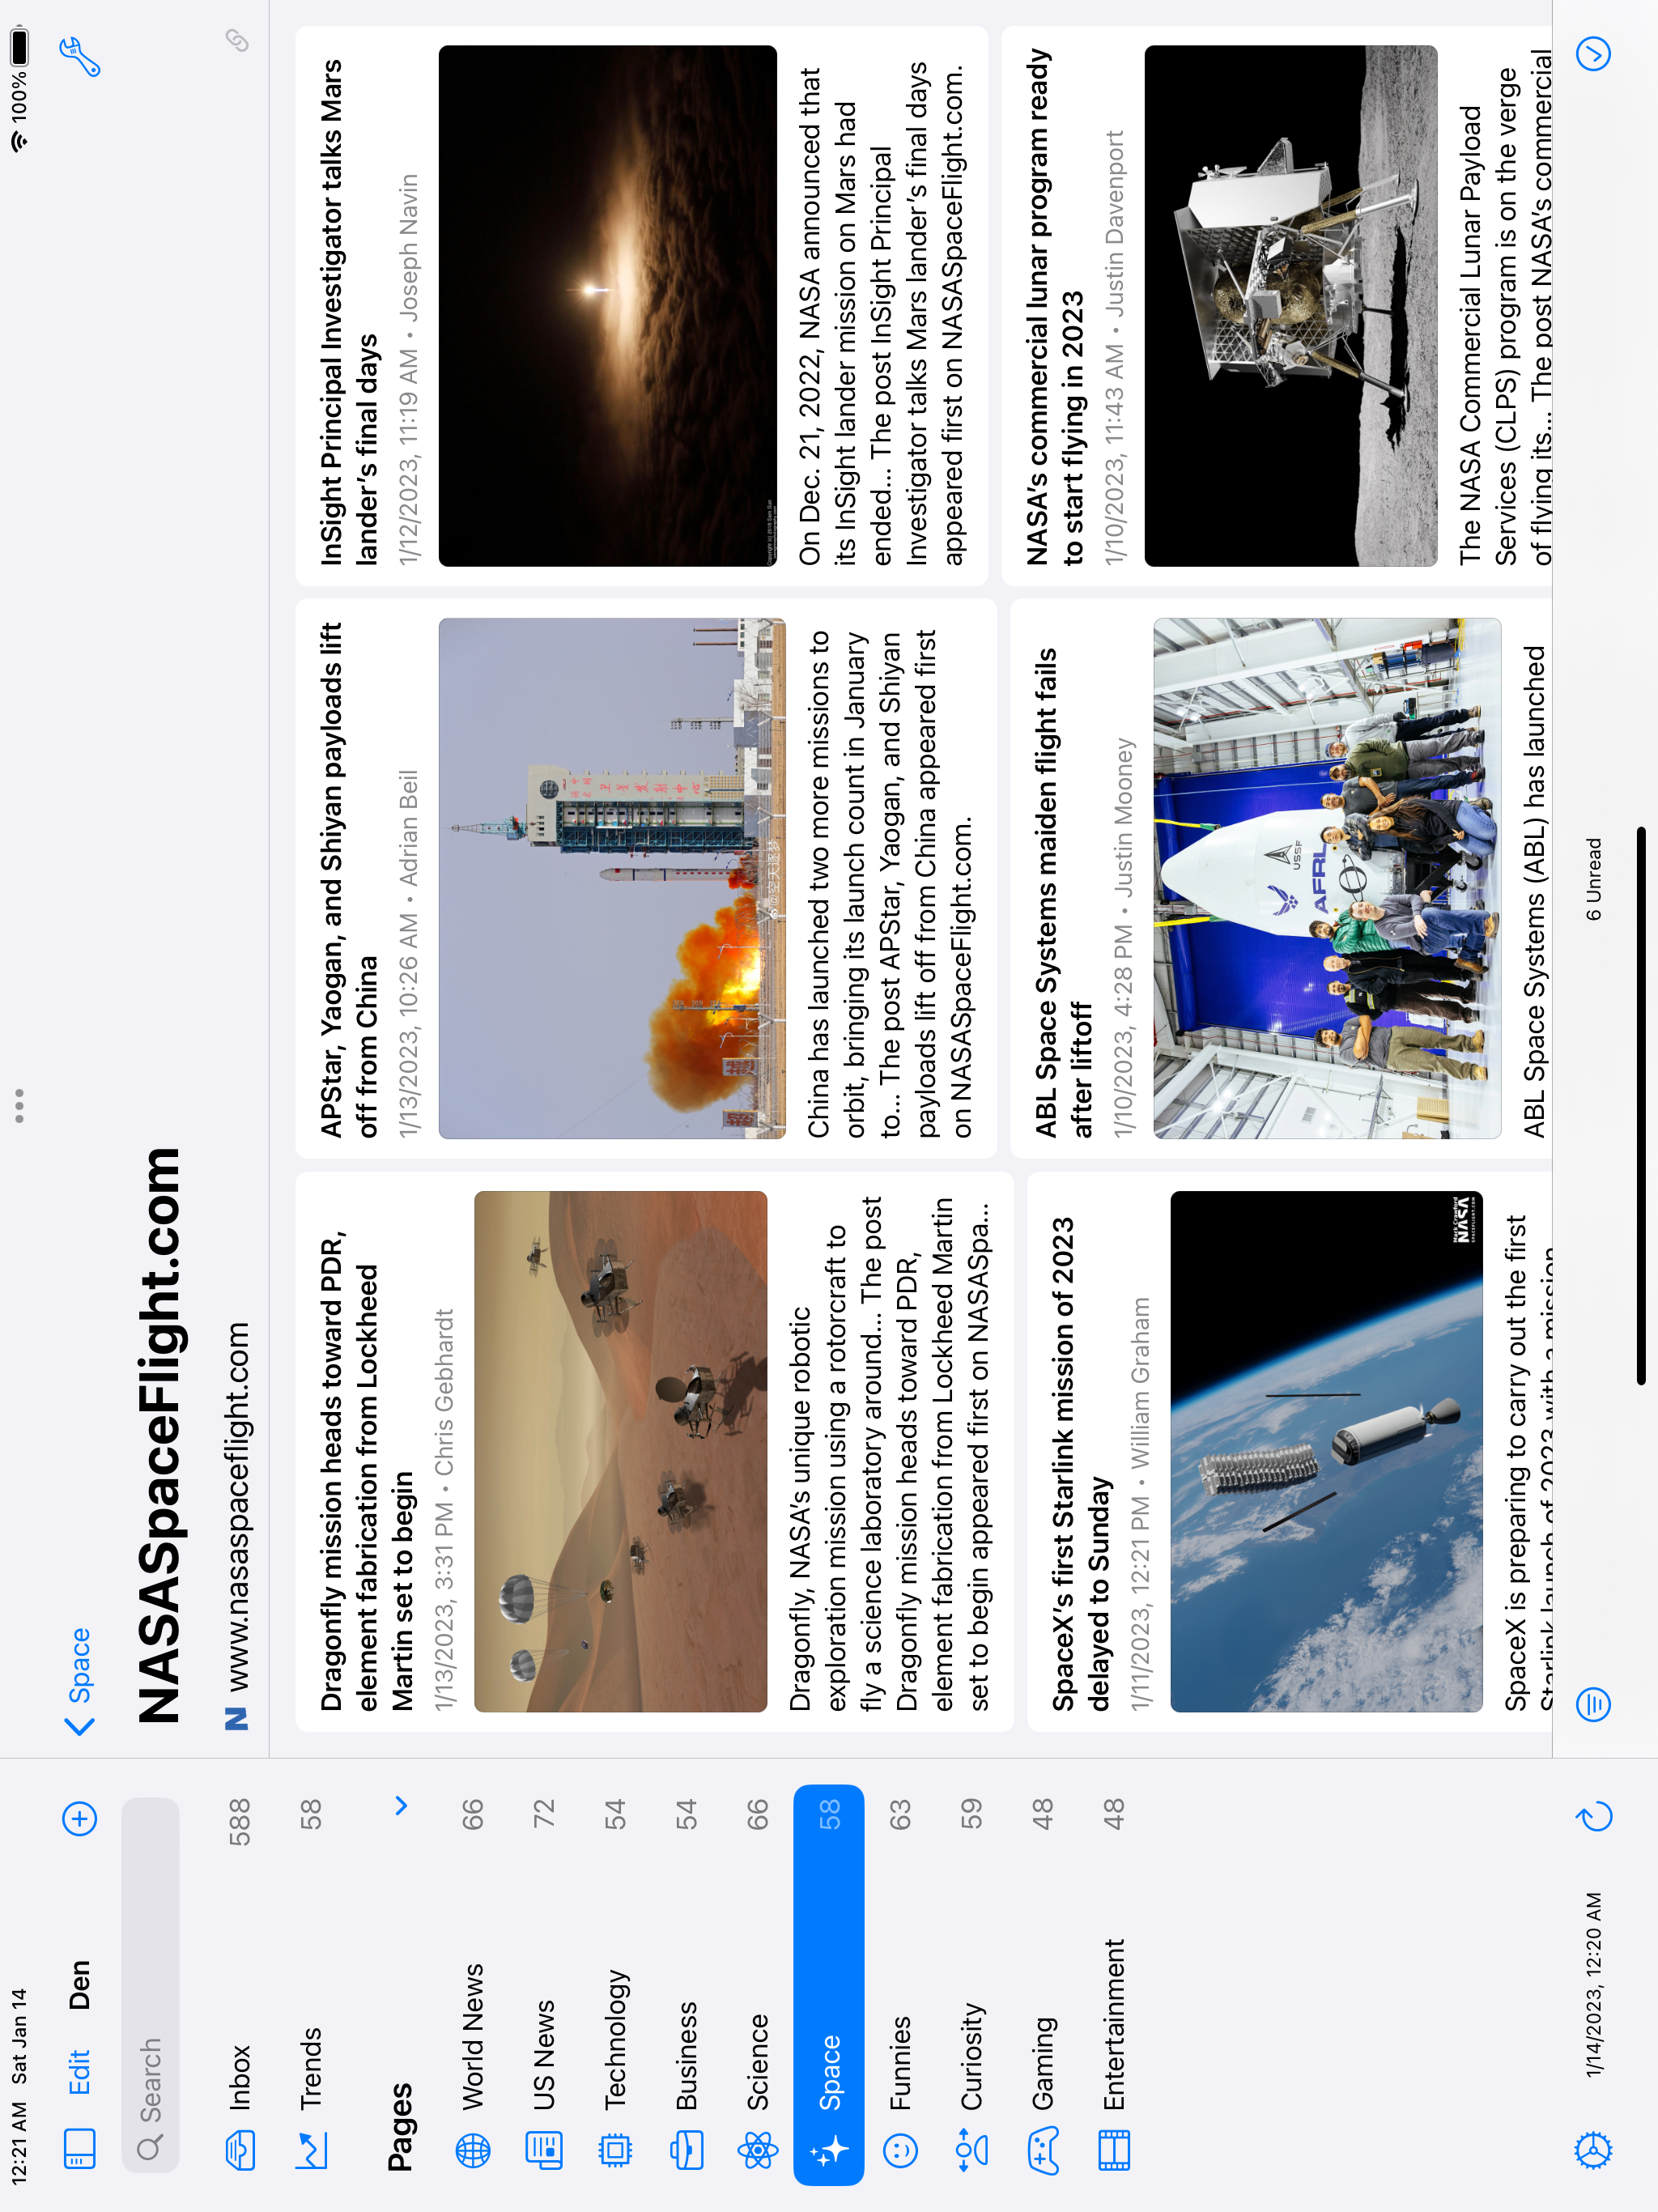 12:21 AM Sat Jan 14
100%
Edit
Den
Search
Inbox 588
Trends 58
Pages
World News 66
US News 72
Technology 54
Business 54
Science 66
Space 58
Funnies 63
Curiosity 59
Gaming 48
Entertainment 48
1/14/2023, 12:20 AM
Space
NASASpaceFlight.com
N www.nasaspaceflight.com
Dragonfly mission heads toward PDR,
element fabrication from Lockheed
Martin set to begin
1/13/2023, 3:31 PM • Chris Gebhardt
Dragonfly, NASA's unique robotic
exploration mission using a rotorcraft to
fly a science laboratory around... The post
Dragonfly mission heads toward PDR,
element fabrication from Lockheed Martin
set to begin appeared first on NASASpa...
APStar, Yaogan, and Shiyan payloads lift
off from China
1/13/2023, 10:26 AM • Adrian Beil
China has launched two more missions to
orbit, bringing its launch count in January
to... The post APStar, Yaogan, and Shiyan
payloads lift off from China appeared first
on NASASpaceFlight.com.
InSight Principal Investigator talks Mars
lander's final days
1/12/2023, 11:19 AM • Joseph Navin
On Dec. 21, 2022, NASA announced that
its InSight lander mission on Mars had
ended... The post InSight Principal
Investigator talks Mars lander's final days
appeared first on NASASpaceFlight.com.
SpaceX's first Starlink mission of 2023
delayed to Sunday
1/11/2023, 12:21 PM • William Graham
Mark Crawford
NASA
SPACEFLIGHT.COM
SpaceX is preparing to carry out the first
Starlink launch of 2023 with a mission
ABL Space Systems maiden flight fails
after liftoff
1/10/2023, 4:28 PM • Justin Mooney
USSF
AFRL
ABL Space Systems (ABL) has launched
NASA's commercial lunar program ready
to start flying in 2023
1/10/2023, 11:43 AM • Justin Davenport
The NASA Commercial Lunar Payload
Services (CLPS) program is on the verge
of flying its... The post NASA's commercial
6 Unread